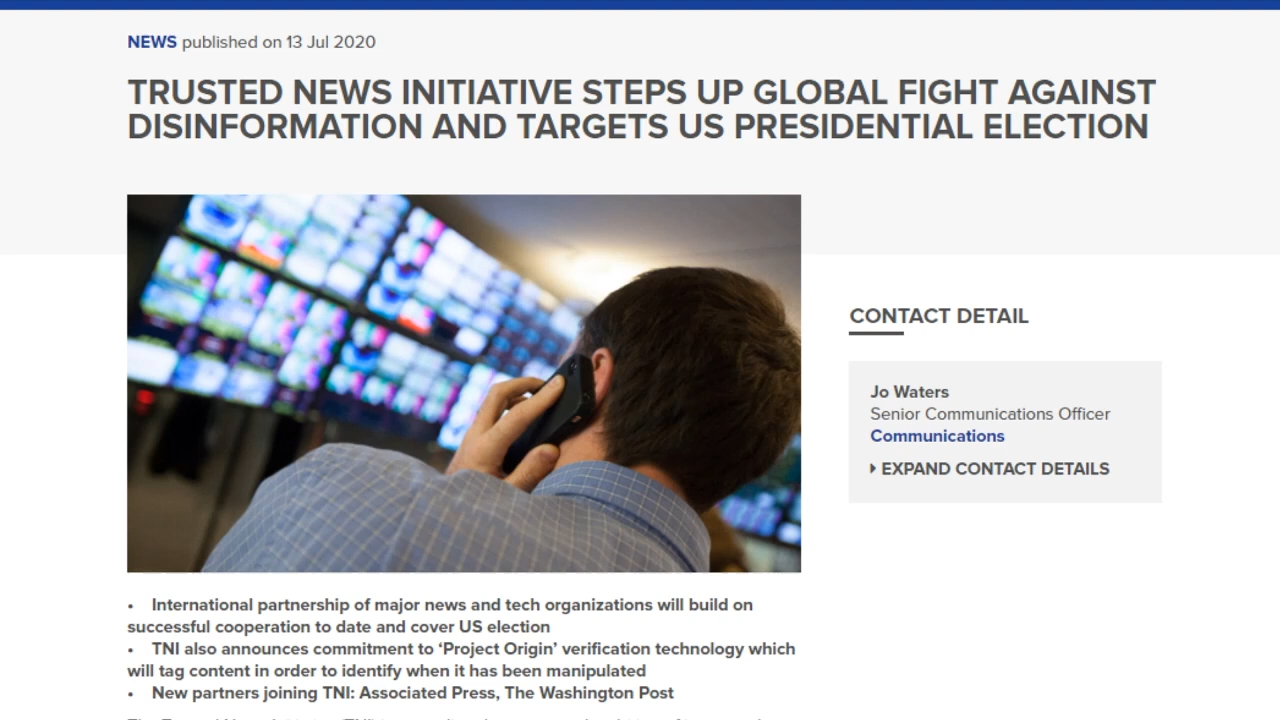 NEWS published on 13 Jul 2020
TRUSTED NEWS INITIATIVE STEPS UP GLOBAL FIGHT AGAINST
DISINFORMATION AND TARGETS US PRESIDENTIAL ELECTION
CONTACT DETAIL
Jo Waters
Senior Communications Officer
Communications
EXPAND CONTACT DETAILS
• International partnership of major news and tech organizations will build on
successful cooperation to date and cover US election
• TNI also announces commitment to ‘Project Origin’ verification technology which
will tag content in order to identify when it has been manipulated
• New partners joining TNI: Associated Press, The Washington Post